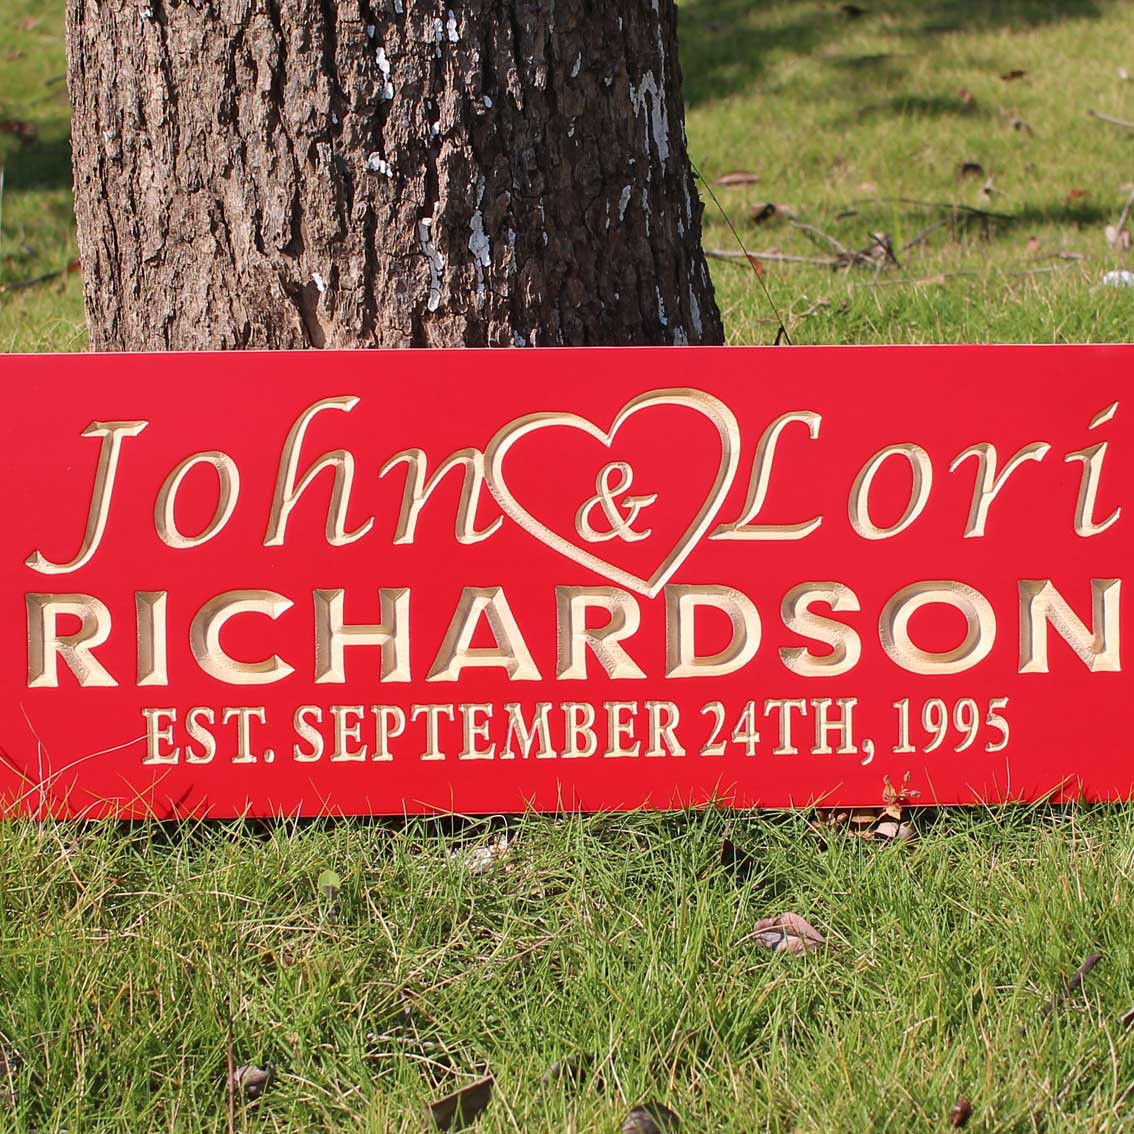 John & Lori
RICHARDSON
EST. SEPTEMBER 24TH, 1995